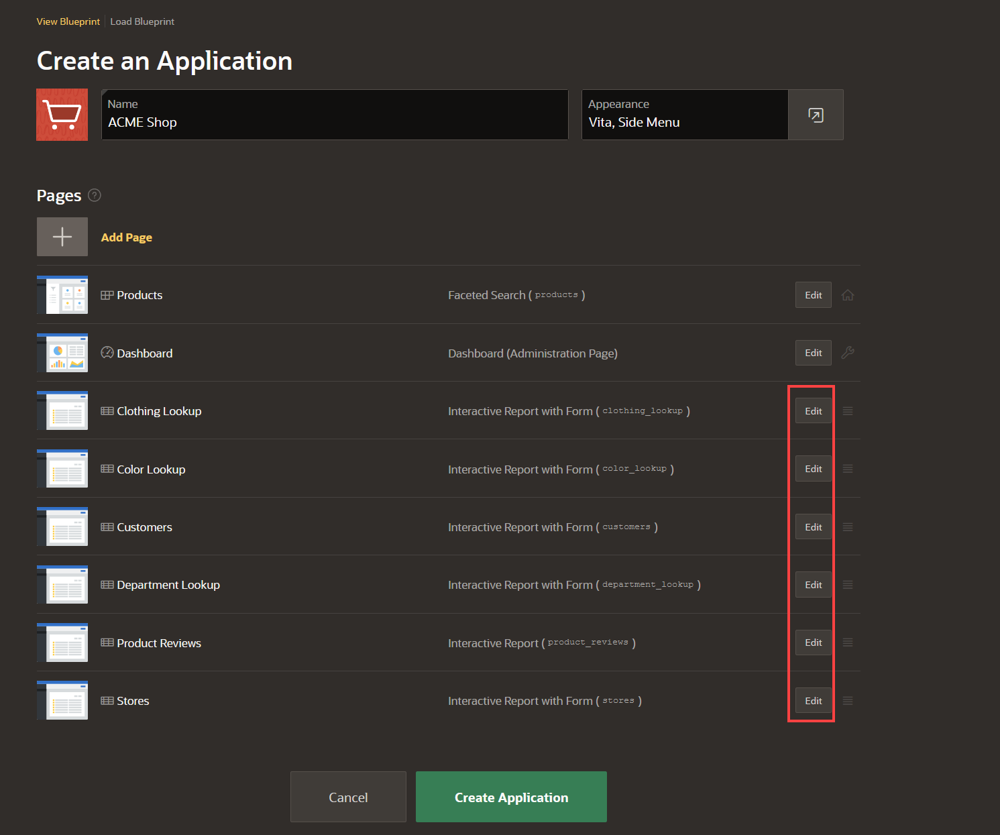 View Blueprint Load Blueprint
Create an Application
Name
ACME Shop
Appearance
Vita, Side Menu
Pages ?
Add Page
Products Faceted Search ( products ) Edit
Dashboard Dashboard (Administration Page) Edit
Clothing Lookup Interactive Report with Form ( clothing_lookup ) Edit
Color Lookup Interactive Report with Form ( color_lookup ) Edit
Customers Interactive Report with Form ( customers ) Edit
Department Lookup Interactive Report with Form ( department_lookup ) Edit
Product Reviews Interactive Report ( product_reviews ) Edit
Stores Interactive Report with Form ( stores ) Edit
Cancel Create Application